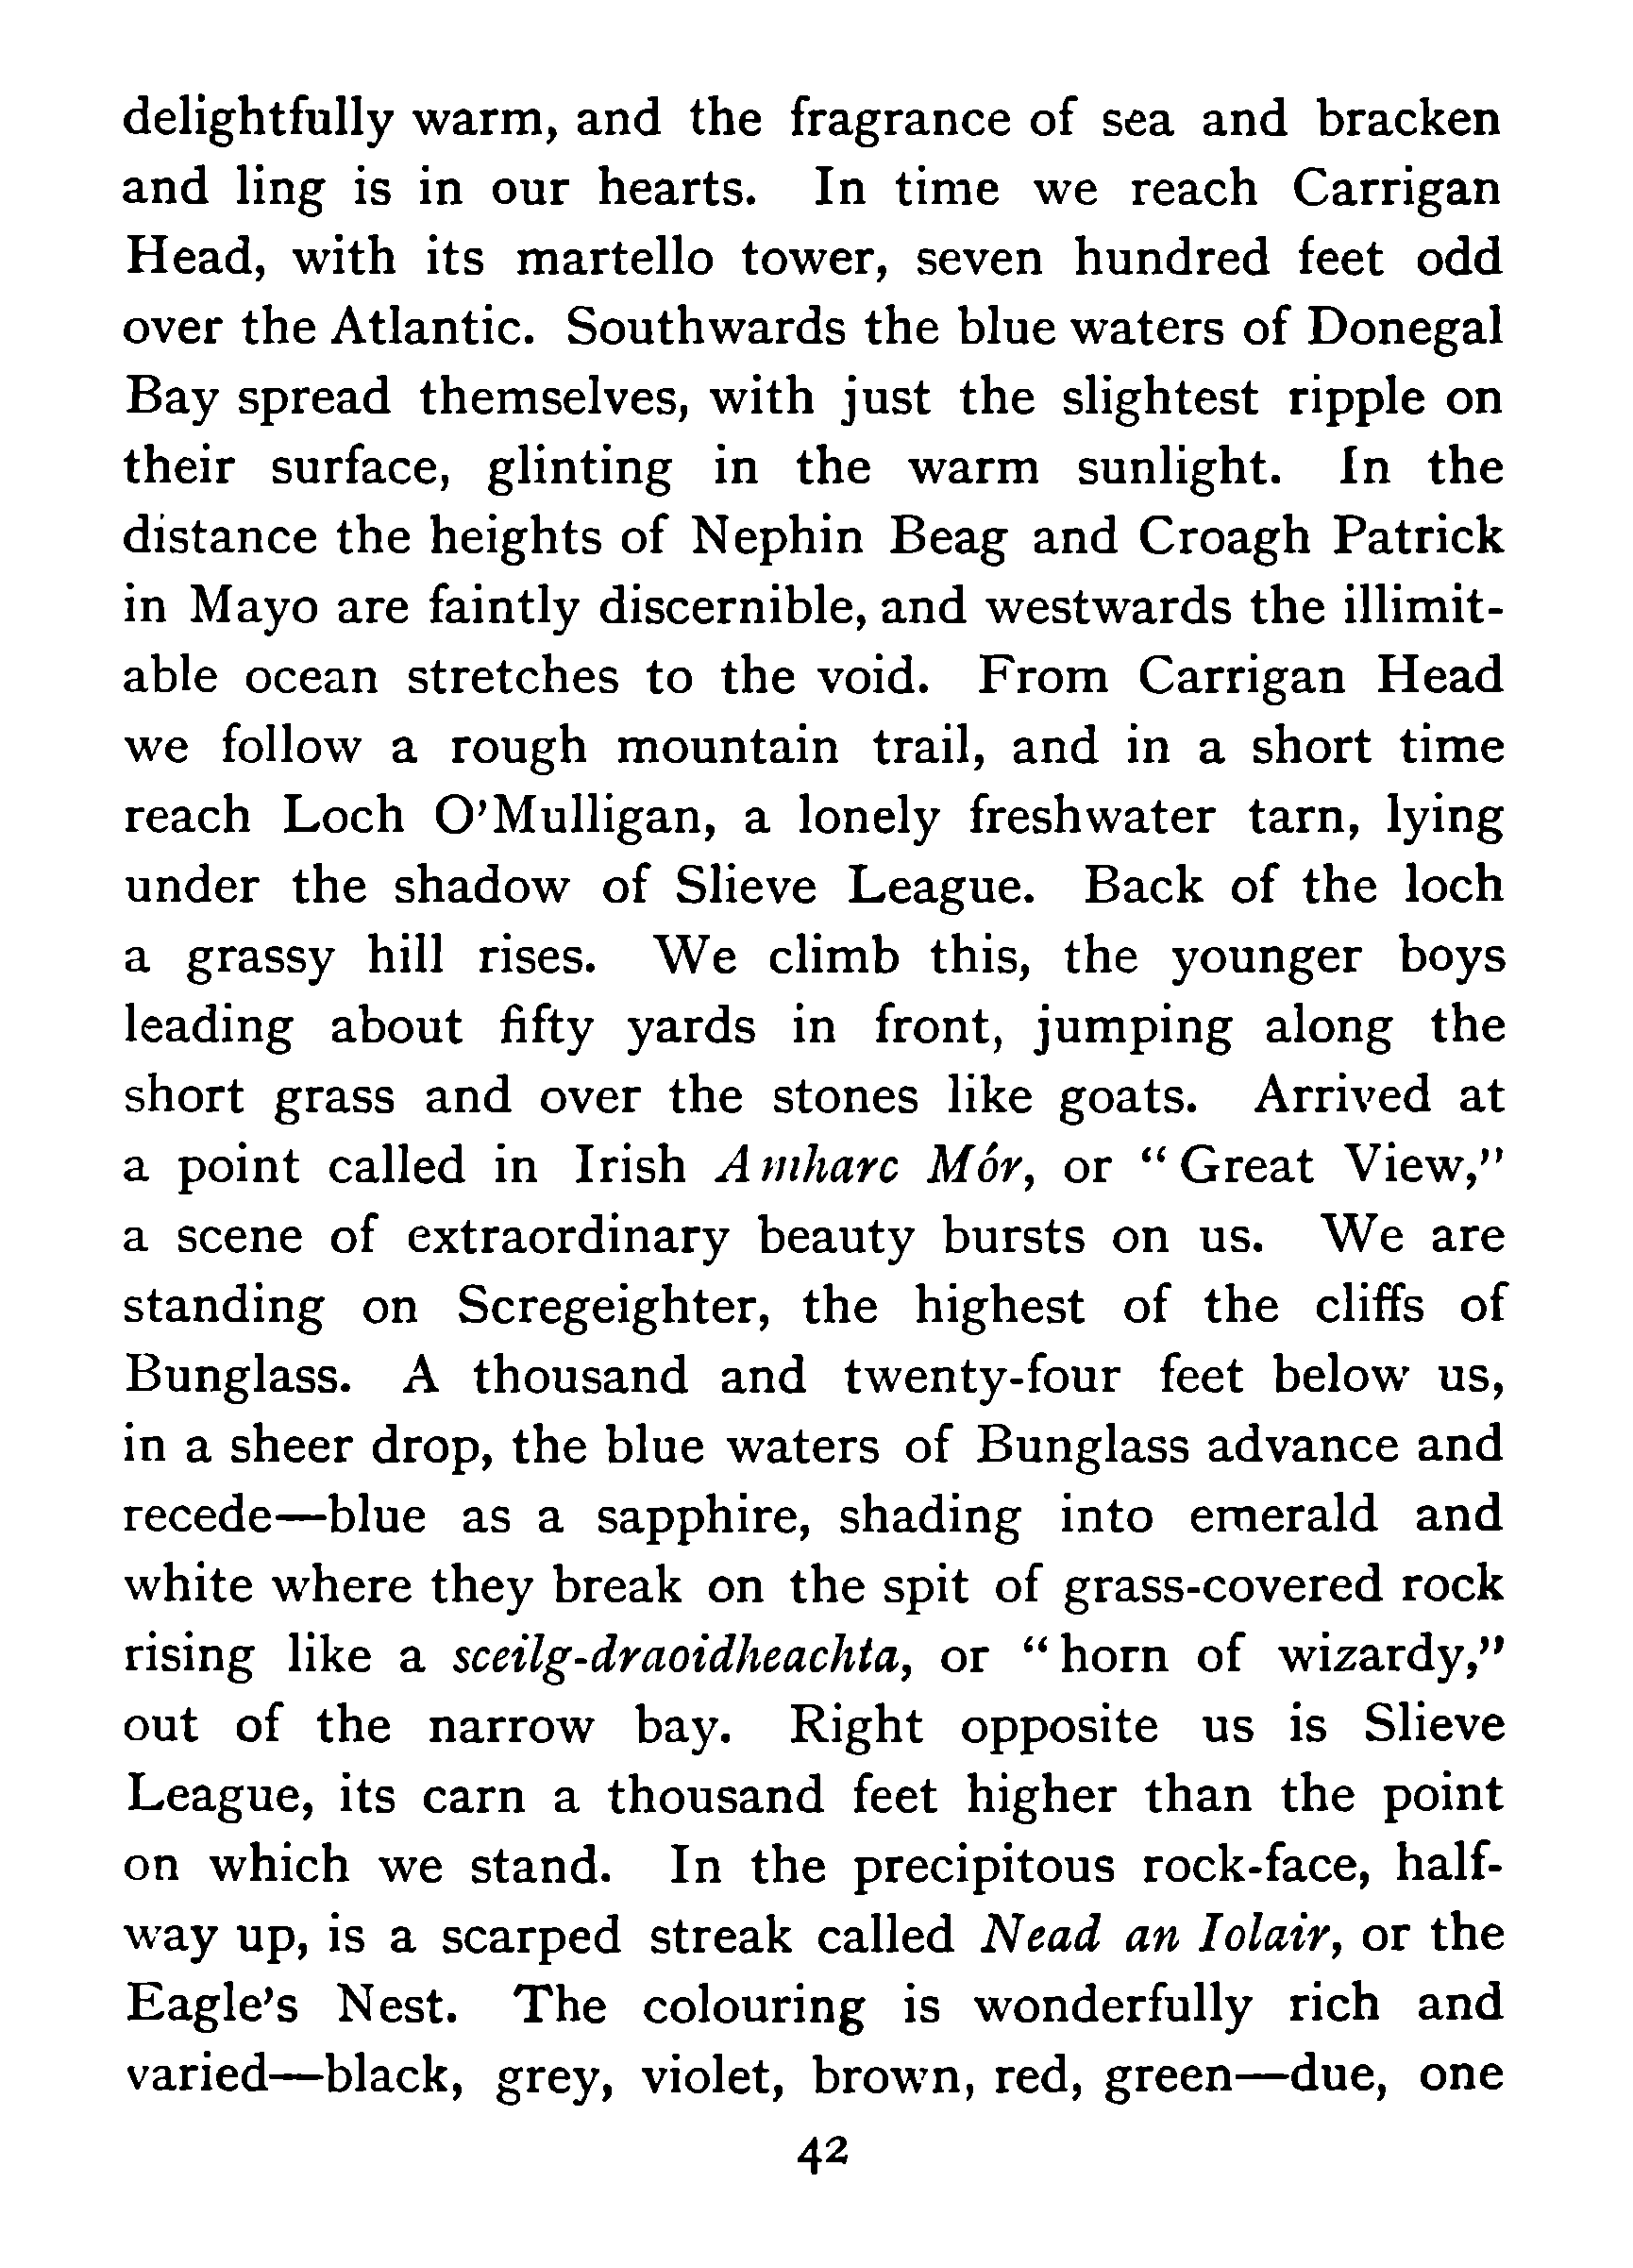 delightfully warm, and the fragrance of sea and bracken
and ling is in our hearts. In time we reach Carrigan
Head, with its martello tower, seven hundred feet odd
over the Atlantic. Southwards the blue waters of Donegal
Bay spread themselves, with just the slightest ripple on
their surface, glinting in the warm sunlight. In the
distance the heights of Nephin Beag and Croagh Patrick
in Mayo are faintly discernible, and westwards the illimit-
able ocean stretches to the void. From Carrigan Head
we follow a rough mountain trail, and in a short time
reach Loch O'Mulligan, a lonely freshwater tarn, lying
under the shadow of Slieve League. Back of the loch
a grassy hill rises. We climb this, the younger boys
leading about fifty yards in front, jumping along the
short grass and over the stones like goats. Arrived at
a point called in Irish Amharc Mór, or "Great View,"
a scene of extraordinary beauty bursts on us. We are
standing on Scregeighter, the highest of the cliffs of
Bunglass. A thousand and twenty-four feet below us,
in a sheer drop, the blue waters of Bunglass advance and
recede—blue as a sapphire, shading into emerald and
white where they break on the spit of grass-covered rock
rising like a sceilg-draoidheachta, or "horn of wizardy,"
out of the narrow bay. Right opposite us is Slieve
League, its carn a thousand feet higher than the point
on which we stand. In the precipitous rock-face, half-
way up, is a scarped streak called Nead an Iolair, or the
Eagle's Nest. The colouring is wonderfully rich and
varied—black, grey, violet, brown, red, green—due, one
42